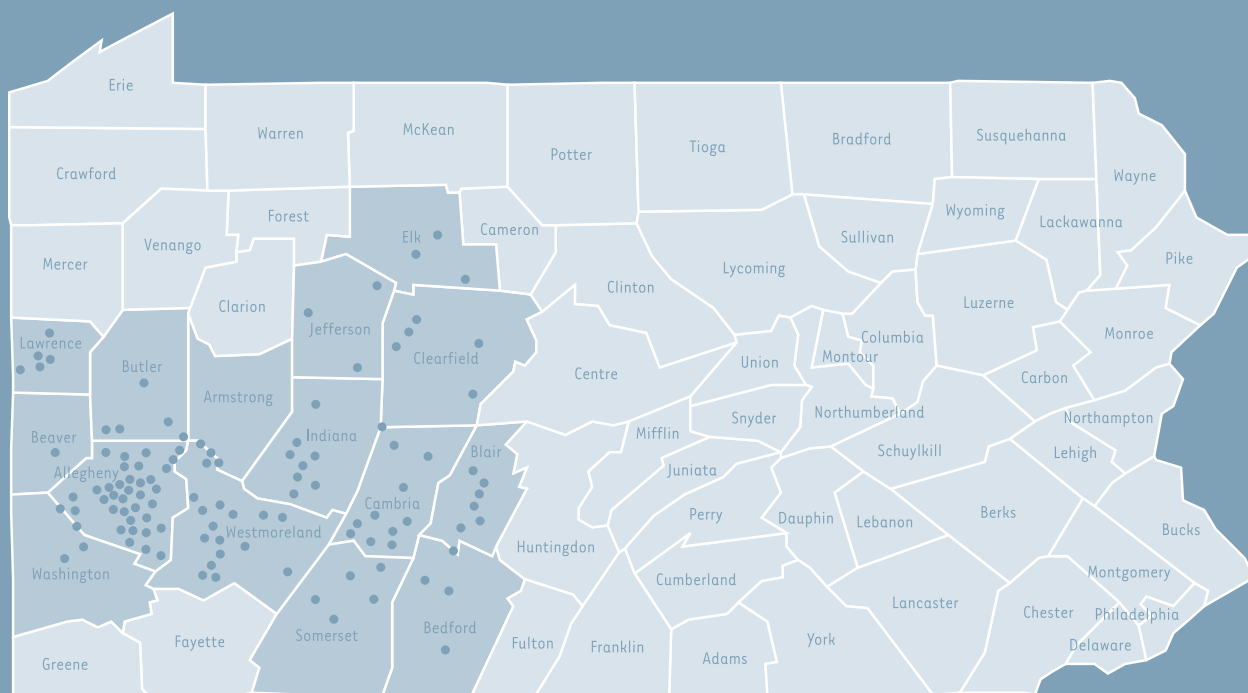 Erie
Warren
McKean
Potter
Tioga
Bradford
Susquehanna
Wayne
Crawford
Forest
Elk
Cameron
Wyoming
Lackawanna
Venango
Sullivan
Mercer
Lycoming
Pike
Clinton
Clarion
Luzerne
Jefferson
Lawrence
Clearfield
Columbia
Monroe
Montour
Union
Butler
Centre
Carbon
Armstrong
Snyder
Northumberland
Northampton
Beaver
Indiana
Mifflin
Blair
Schuylkill
Lehigh
Allegheny
Juniata
Cambria
Perry
Dauphin
Lebanon
Berks
Westmoreland
Bucks
Huntingdon
Washington
Cumberland
Montgomery
Lancaster
Chester
Philadelphia
Bedford
Somerset
Fayette
Fulton
Franklin
York
Delaware
Greene
Adams